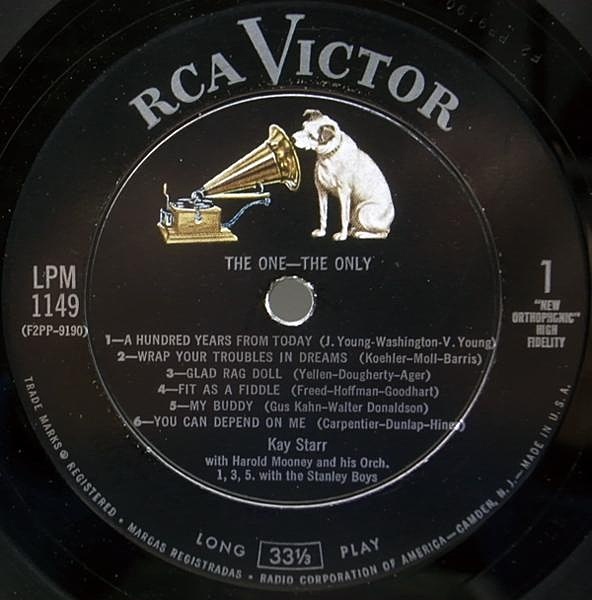 RCA VICTOR
THE ONE—THE ONLY
LPM
1149
(F2PP-9190)
1
"NEW
ORTHOPHONIC"
HIGH
FIDELITY
1—A HUNDRED YEARS FROM TODAY (J. Young-Washington-V. Young)
2—WRAP YOUR TROUBLES IN DREAMS (Koehler-Moll-Barris)
3—GLAD RAG DOLL (Yellen-Dougherty-Ager)
4—FIT AS A FIDDLE (Freed-Hoffman-Goodhart)
5—MY BUDDY (Gus Kahn-Walter Donaldson)
6—YOU CAN DEPEND ON ME (Carpentier-Dunlap-Hines)
Kay Starr
with Harold Mooney and his Orch.
1, 3, 5. with the Stanley Boys
LONG 33⅓ PLAY
TRADE MARKS ® REGISTERED • MARCAS REGISTRADAS • RADIO CORPORATION OF AMERICA—CAMDEN, N. J.—MADE IN U.S.A.